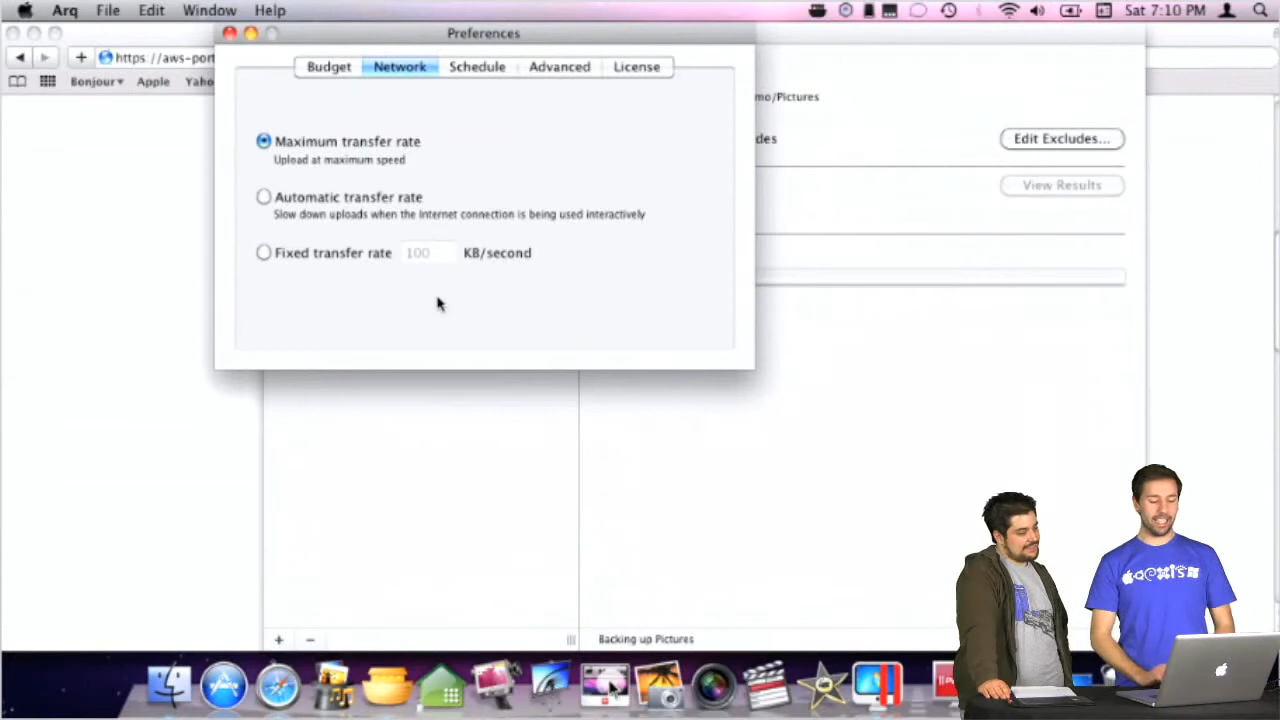 Arq File Edit Window Help Sat 7:10 PM
Preferences
https://aws-port
Bonjour▾ Apple Yaho
Budget Network Schedule Advanced License
mo/Pictures
Maximum transfer rate
Upload at maximum speed
des
Edit Excludes...
View Results
Automatic transfer rate
Slow down uploads when the Internet connection is being used interactively
Fixed transfer rate 100 KB/second
+ − Backing up Pictures